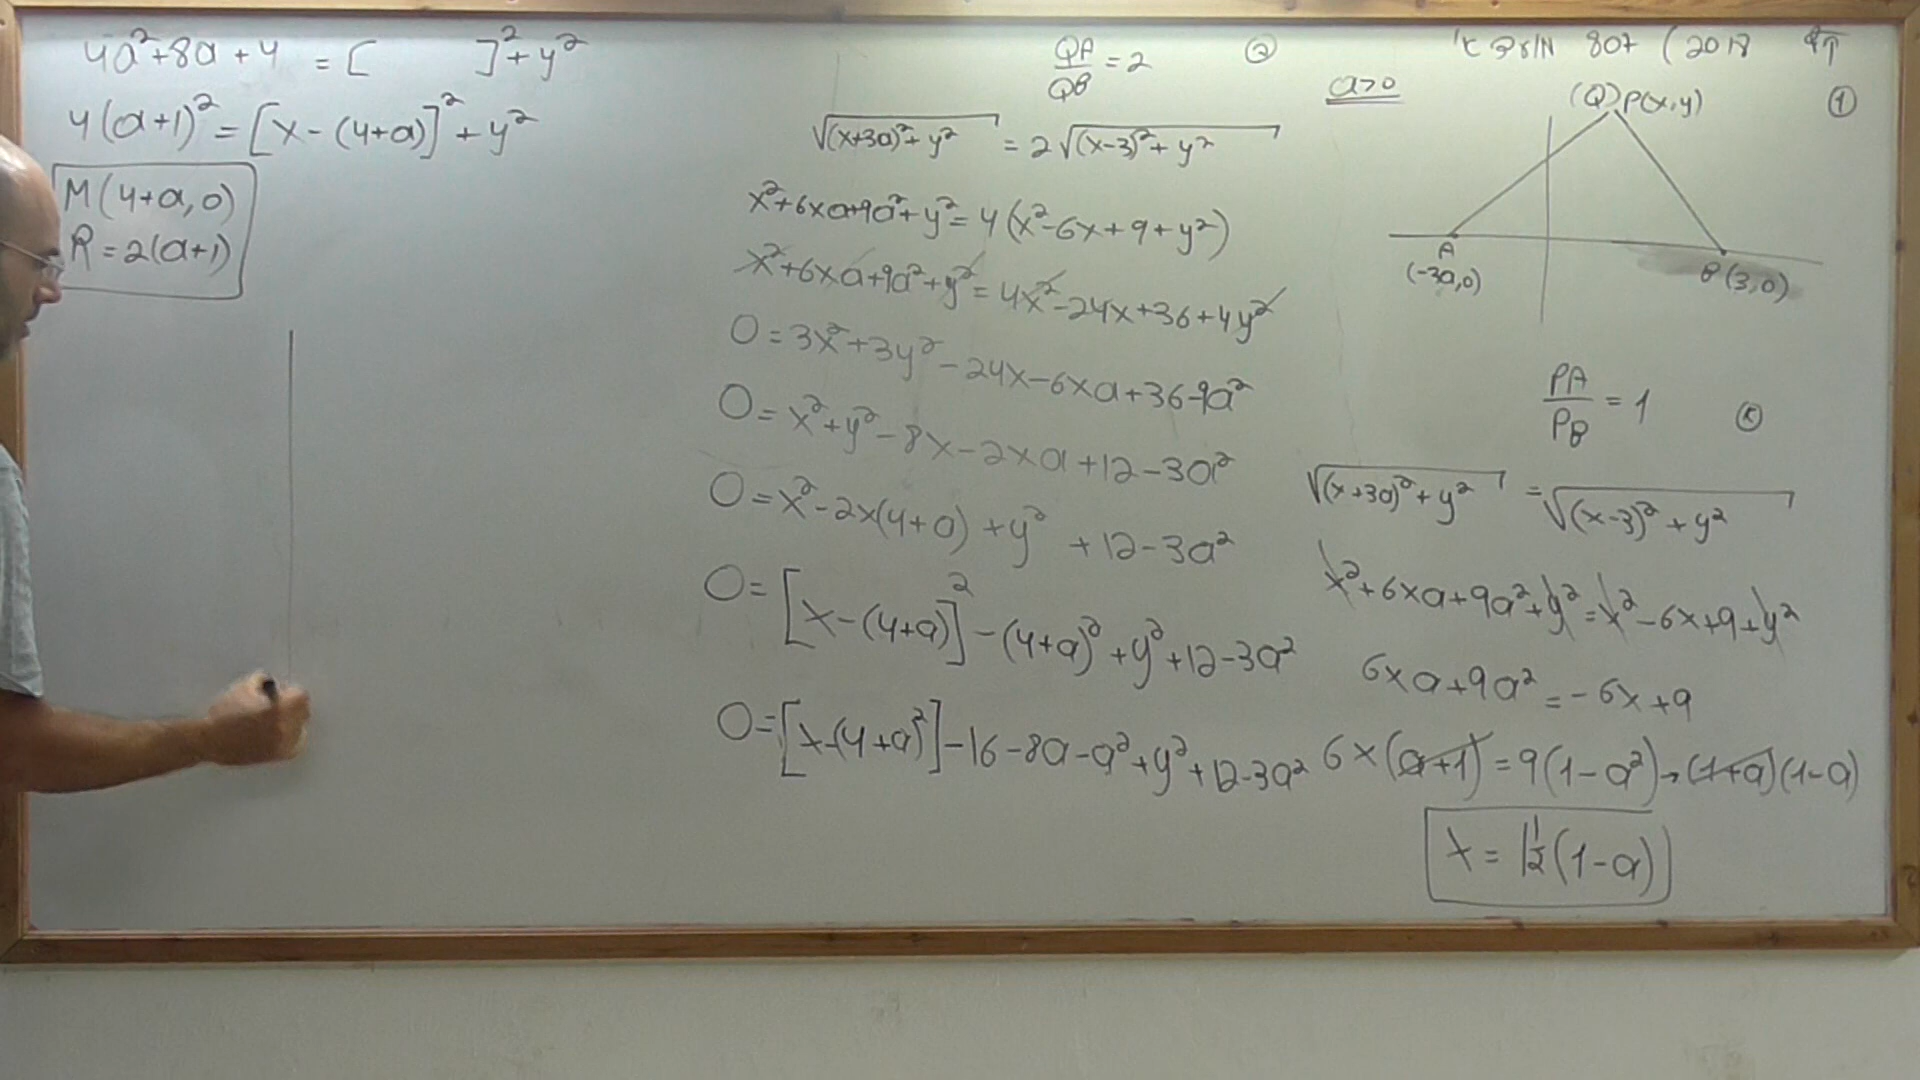 807 (2018
①
a>0
(Q) P(x,y)
A
(-3a,0)
B(3,0)
PA/PB = 1
√((x+3a)²+y²) = √((x-3)²+y²)
x²+6xa+9a²+y²=x²-6x+9+y²
6xa+9a²=-6x+9
6x(a+1)=9(1-a²)→(1+a)(1-a)
x=1½(1-a)
QA/QB = 2
√((x+3a)²+y²) = 2√((x-3)²+y²)
x²+6xa+9a²+y²=4(x²-6x+9+y²)
x²+6xa+9a²+y²=4x²-24x+36+4y²
0=3x²+3y²-24x-6xa+36-9a²
0=x²+y²-8x-2xa+12-3a²
0=x²-2x(4+a)+y²+12-3a²
0=[x-(4+a)]²-(4+a)²+y²+12-3a²
0=[x-(4+a)²]-16-8a-a²+y²+12-3a²
4a²+8a+4=[ ]²+y²
4(a+1)²=[x-(4+a)]²+y²
M(4+a,0)
R=2(a+1)